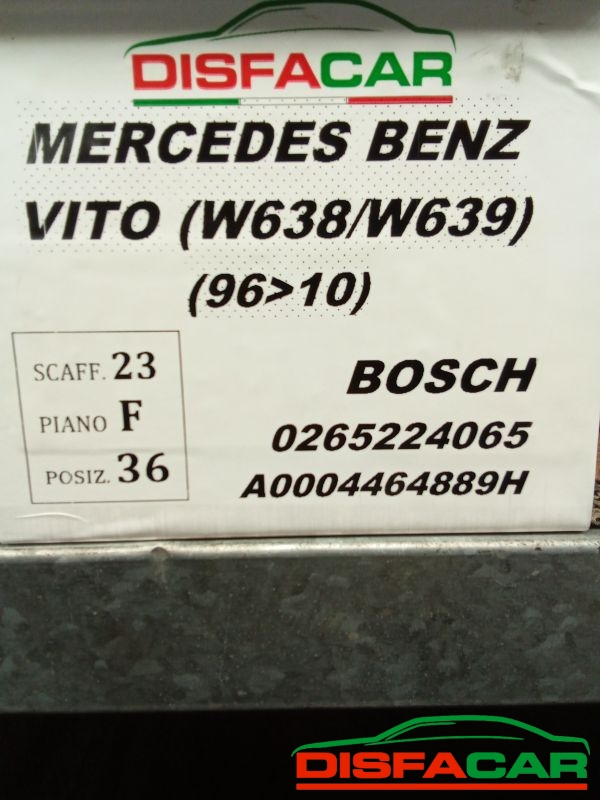 DISFACAR
MERCEDES BENZ
VITO (W638/W639)
(96>10)
SCAFF. 23
PIANO F
POSIZ. 36
BOSCH
0265224065
A0004464889H
DISFACAR